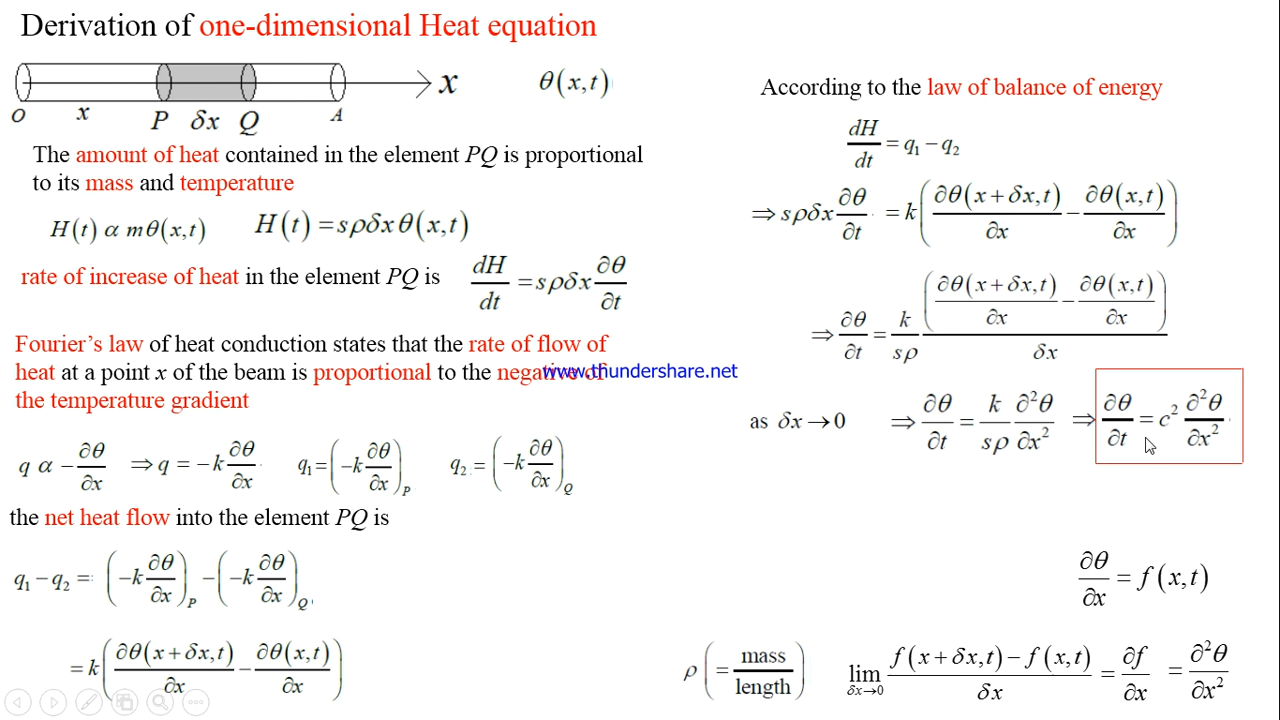 Derivation of one-dimensional Heat equation
θ(x,t)
x
O x P δx Q A
The amount of heat contained in the element PQ is proportional
to its mass and temperature
H(t) α mθ(x,t) H(t) = sρδxθ(x,t)
rate of increase of heat in the element PQ is dH/dt = sρδx ∂θ/∂t
Fourier's law of heat conduction states that the rate of flow of
heat at a point x of the beam is proportional to the negative of
www.thundershare.net
the temperature gradient
q α −∂θ/∂x ⇒ q = −k ∂θ/∂x q₁ = (−k ∂θ/∂x)_P q₂ = (−k ∂θ/∂x)_Q
the net heat flow into the element PQ is
q₁ − q₂ = (−k ∂θ/∂x)_P − (−k ∂θ/∂x)_Q
= k(∂θ(x+δx,t)/∂x − ∂θ(x,t)/∂x)
According to the law of balance of energy
dH/dt = q₁ − q₂
⇒ sρδx ∂θ/∂t = k(∂θ(x+δx,t)/∂x − ∂θ(x,t)/∂x)
⇒ ∂θ/∂t = k/sρ (∂θ(x+δx,t)/∂x − ∂θ(x,t)/∂x)/δx
as δx → 0 ⇒ ∂θ/∂t = k/sρ ∂²θ/∂x² ⇒ ∂θ/∂t = c² ∂²θ/∂x²
∂θ/∂x = f(x,t)
ρ (= mass/length) lim δx→0 (f(x+δx,t) − f(x,t))/δx = ∂f/∂x = ∂²θ/∂x²